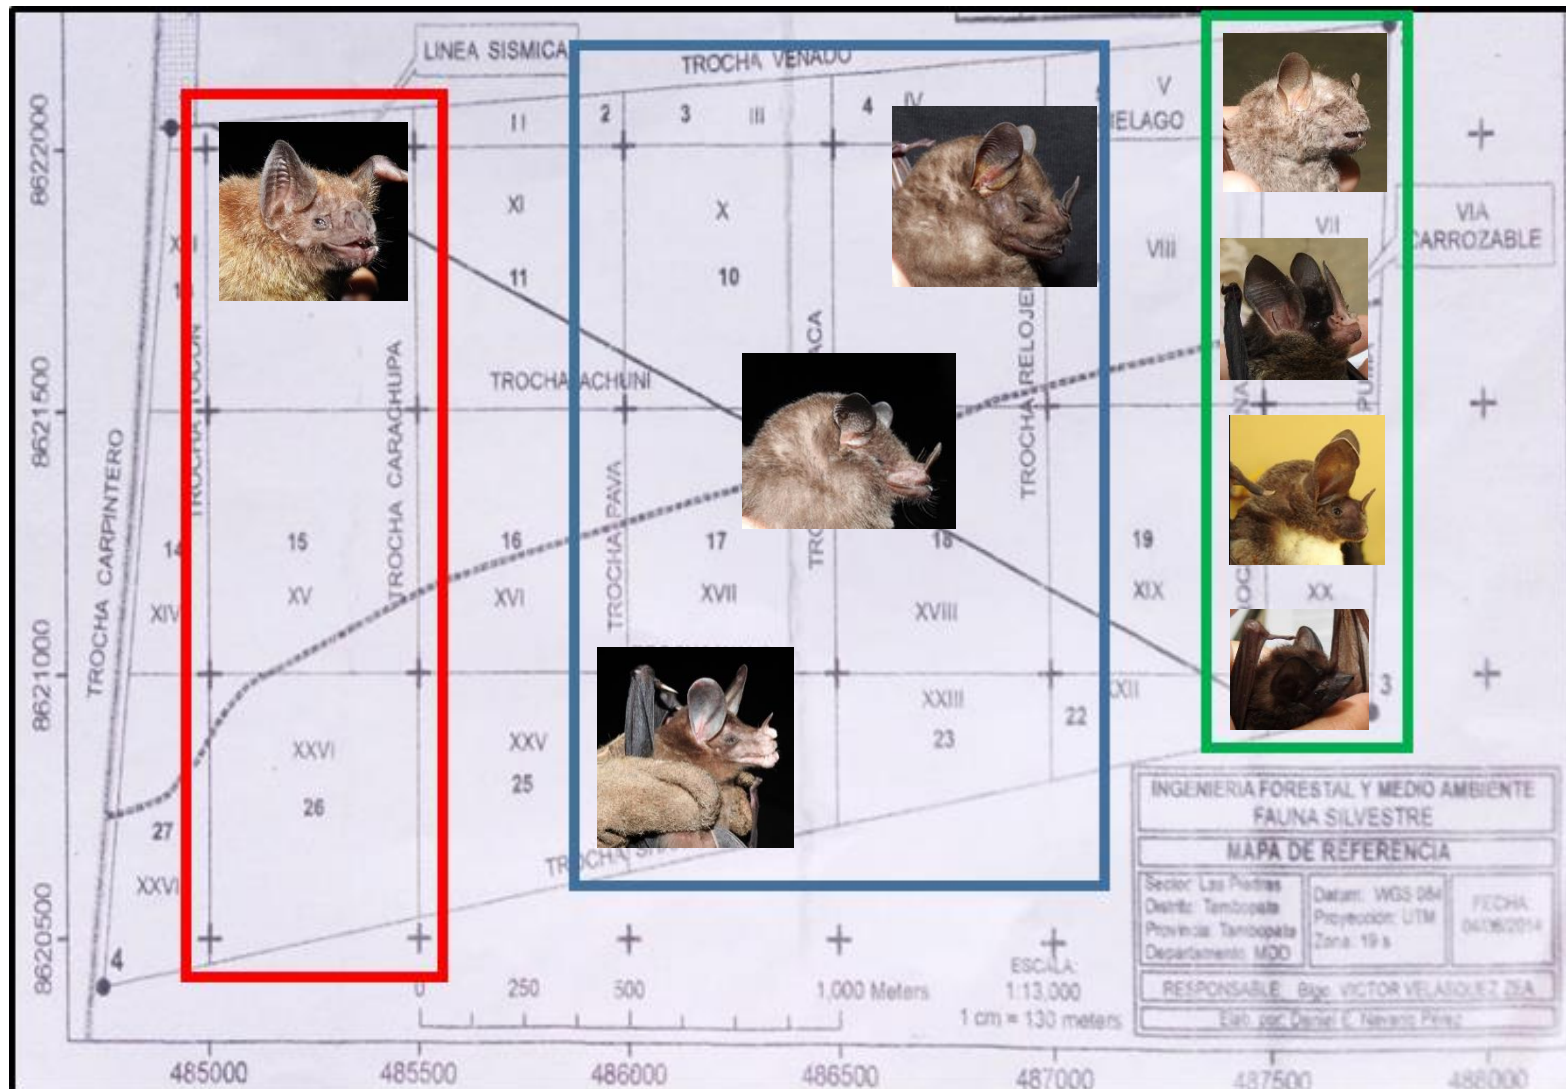 LINEA SISMICA
TROCHA VENADO
V
2
3
III
4
IV
II
8622000
XI
X
VIII
VII
VIA
CARROZABLE
11
10
TROCHA TOCON
TROCHA CARACHUPA
TROCHA ACHUNI
TROCHA RELOJE
8621500
TROCHA CARPINTERO
TROCHA PAVA
14
15
16
17
18
19
XIV
XV
XVI
XVII
XVIII
XIX
XX
8621000
XXVI
XXV
XXIII
22
3
26
25
23
27
XXVI
8620500
4
0
250
500
1,000 Meters
ESCALA:
1:13,000
1 cm = 130 meters
INGENIERIA FORESTAL Y MEDIO AMBIENTE
FAUNA SILVESTRE
MAPA DE REFERENCIA
Sector: Las Piedras
Distrito: Tambopata
Provincia: Tambopata
Departamento: MDD
Datum: WGS 084
Proyección: UTM
Zona: 19 s
FECHA:
04/06/2014
RESPONSABLE: Blgo. VICTOR VELASQUEZ ZEA
Elab. por: Daniel E. Navarro Pérez
485000
485500
486000
486500
487000
487500
488000